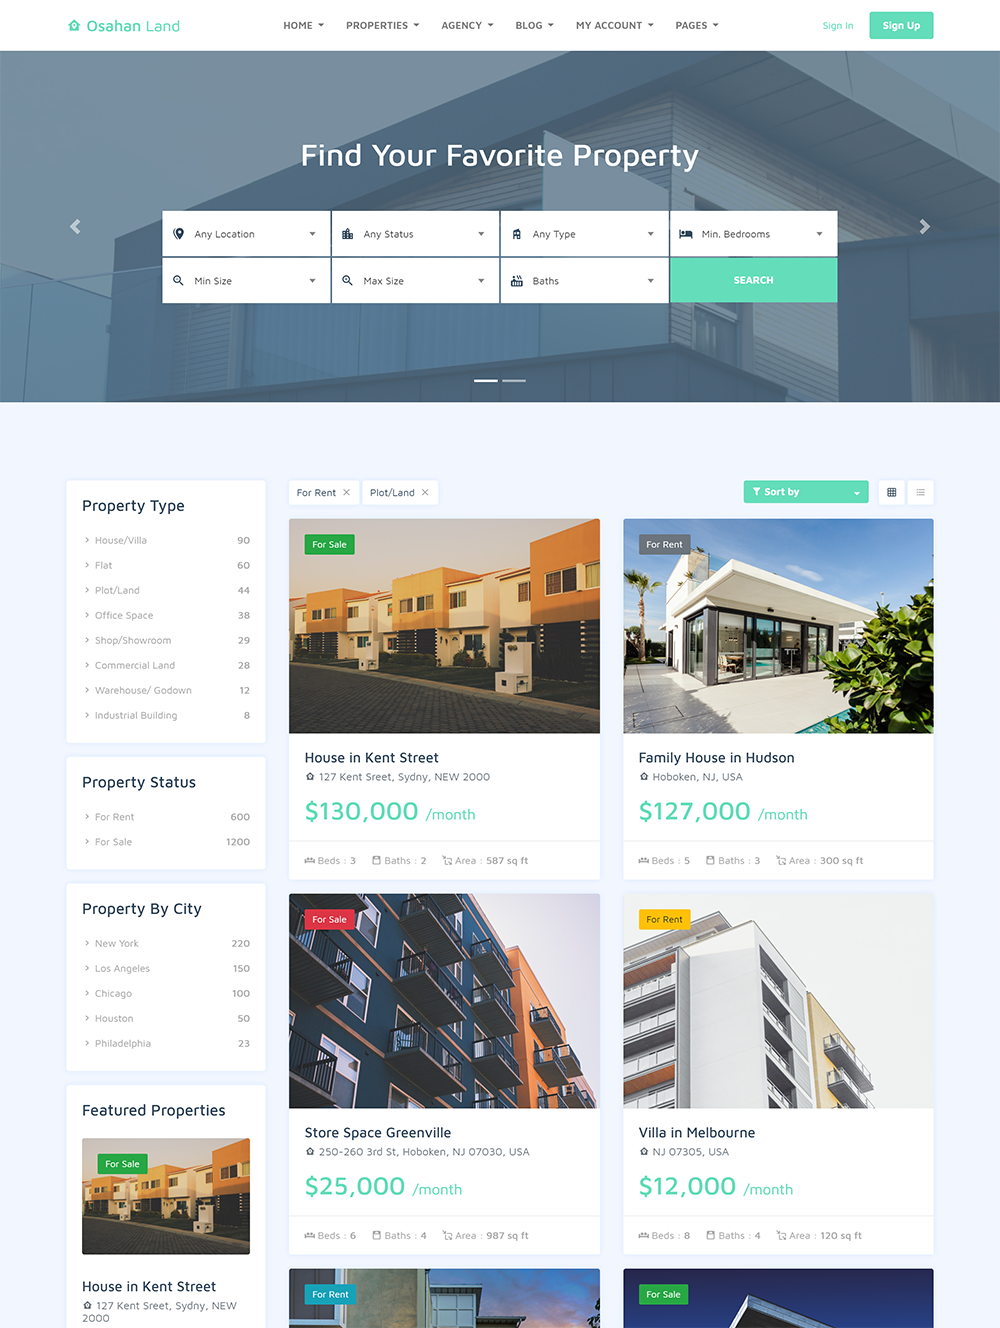 Osahan Land
HOME
PROPERTIES
AGENCY
BLOG
MY ACCOUNT
PAGES
Sign In
Sign Up
Find Your Favorite Property
Any Location
Any Status
Any Type
Min. Bedrooms
Min Size
Max Size
Baths
SEARCH
Property Type
House/Villa 90
Flat 60
Plot/Land 44
Office Space 38
Shop/Showroom 29
Commercial Land 28
Warehouse/ Godown 12
Industrial Building 8
Property Status
For Rent 600
For Sale 1200
Property By City
New York 220
Los Angeles 150
Chicago 100
Houston 50
Philadelphia 23
Featured Properties
For Sale
House in Kent Street
127 Kent Sreet, Sydny, NEW
2000
For Rent ×
Plot/Land ×
Sort by
For Sale
House in Kent Street
127 Kent Sreet, Sydny, NEW 2000
$130,000 /month
Beds : 3 Baths : 2 Area : 587 sq ft
For Rent
Family House in Hudson
Hoboken, NJ, USA
$127,000 /month
Beds : 5 Baths : 3 Area : 300 sq ft
For Sale
Store Space Greenville
250-260 3rd St, Hoboken, NJ 07030, USA
$25,000 /month
Beds : 6 Baths : 4 Area : 987 sq ft
For Rent
Villa in Melbourne
NJ 07305, USA
$12,000 /month
Beds : 8 Baths : 4 Area : 120 sq ft
For Rent
For Sale